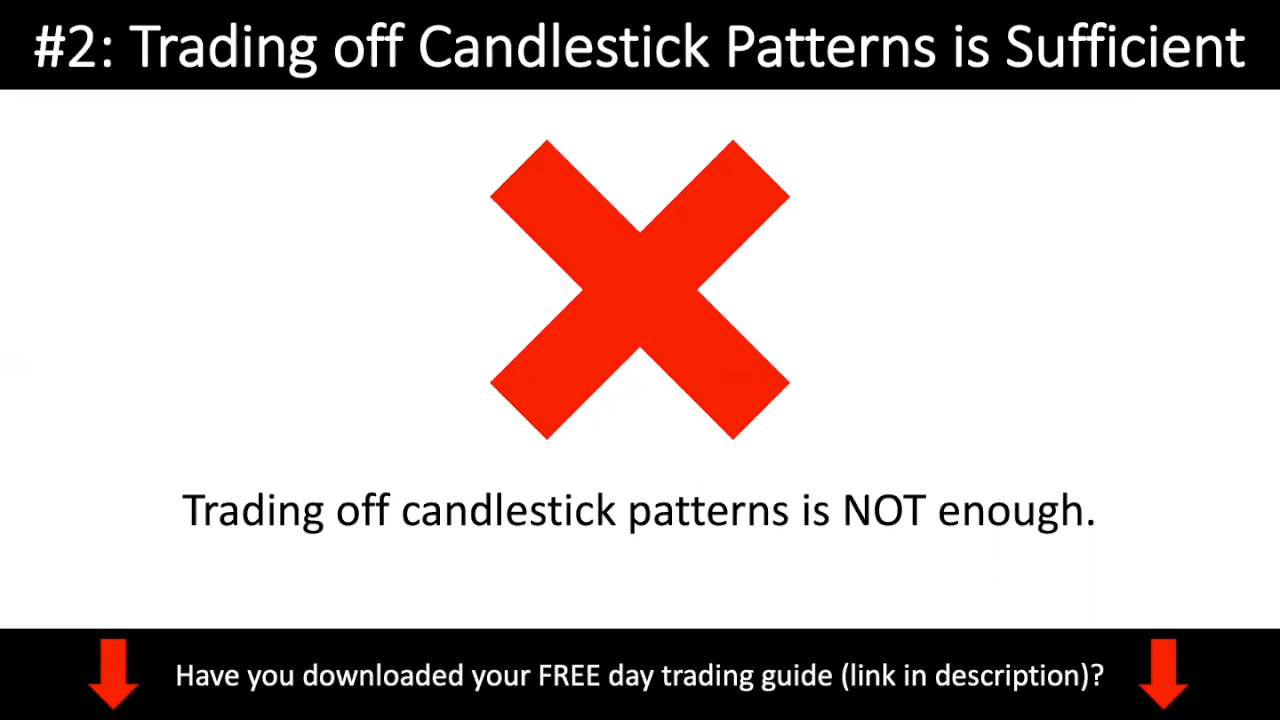 #2: Trading off Candlestick Patterns is Sufficient
Trading off candlestick patterns is NOT enough.
Have you downloaded your FREE day trading guide (link in description)?